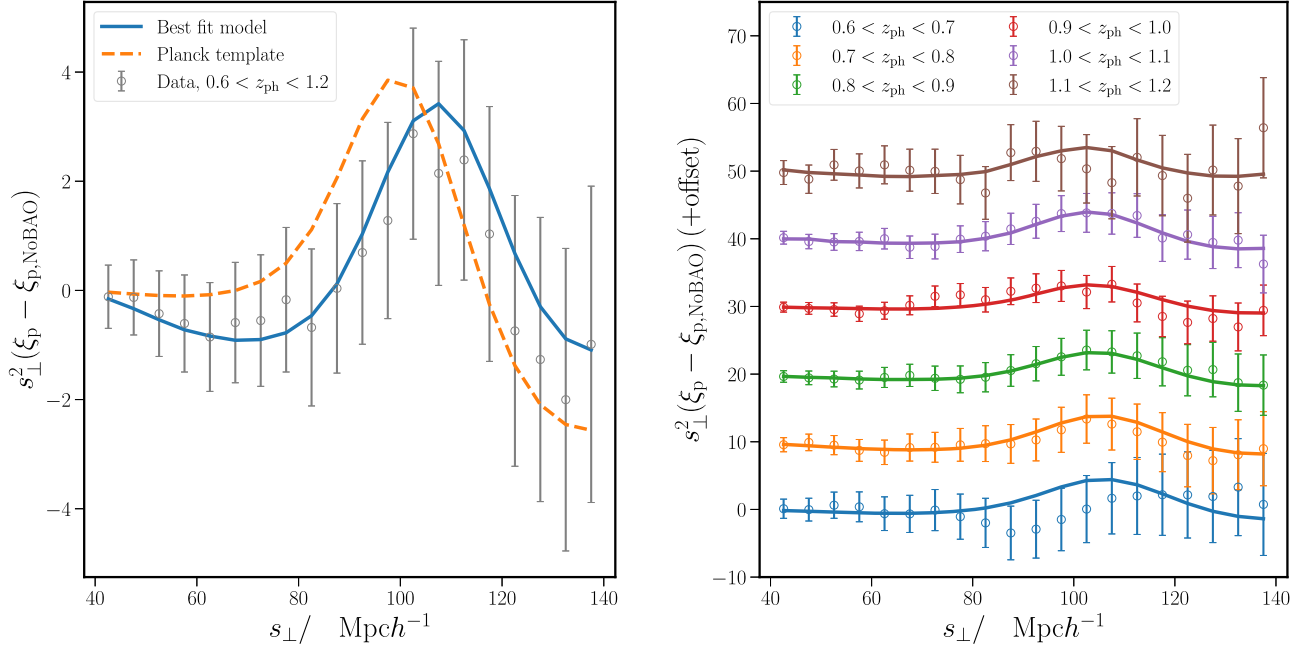 Best fit model
Planck template
Data, 0.6 < z_ph < 1.2
4
2
0
−2
−4
s⊥²(ξp − ξp,NoBAO)
40 60 80 100 120 140
s⊥/ Mpch⁻¹
0.6 < z_ph < 0.7
0.7 < z_ph < 0.8
0.8 < z_ph < 0.9
0.9 < z_ph < 1.0
1.0 < z_ph < 1.1
1.1 < z_ph < 1.2
70
60
50
40
30
20
10
0
−10
s⊥²(ξp − ξp,NoBAO) (+offset)
40 60 80 100 120 140
s⊥/ Mpch⁻¹